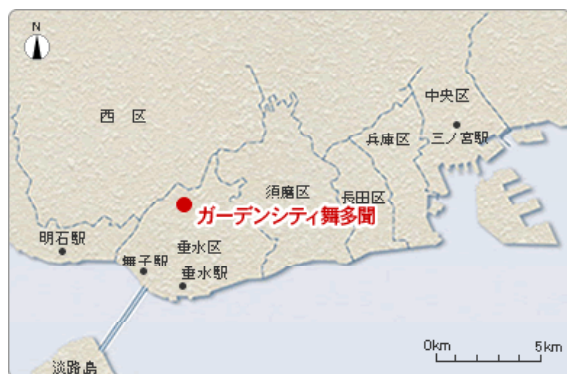 N
中央区
西 区
兵庫区
三ノ宮駅
須磨区
長田区
ガーデンシティ舞多聞
明石駅
垂水区
舞子駅
垂水駅
0km
5km
淡路島